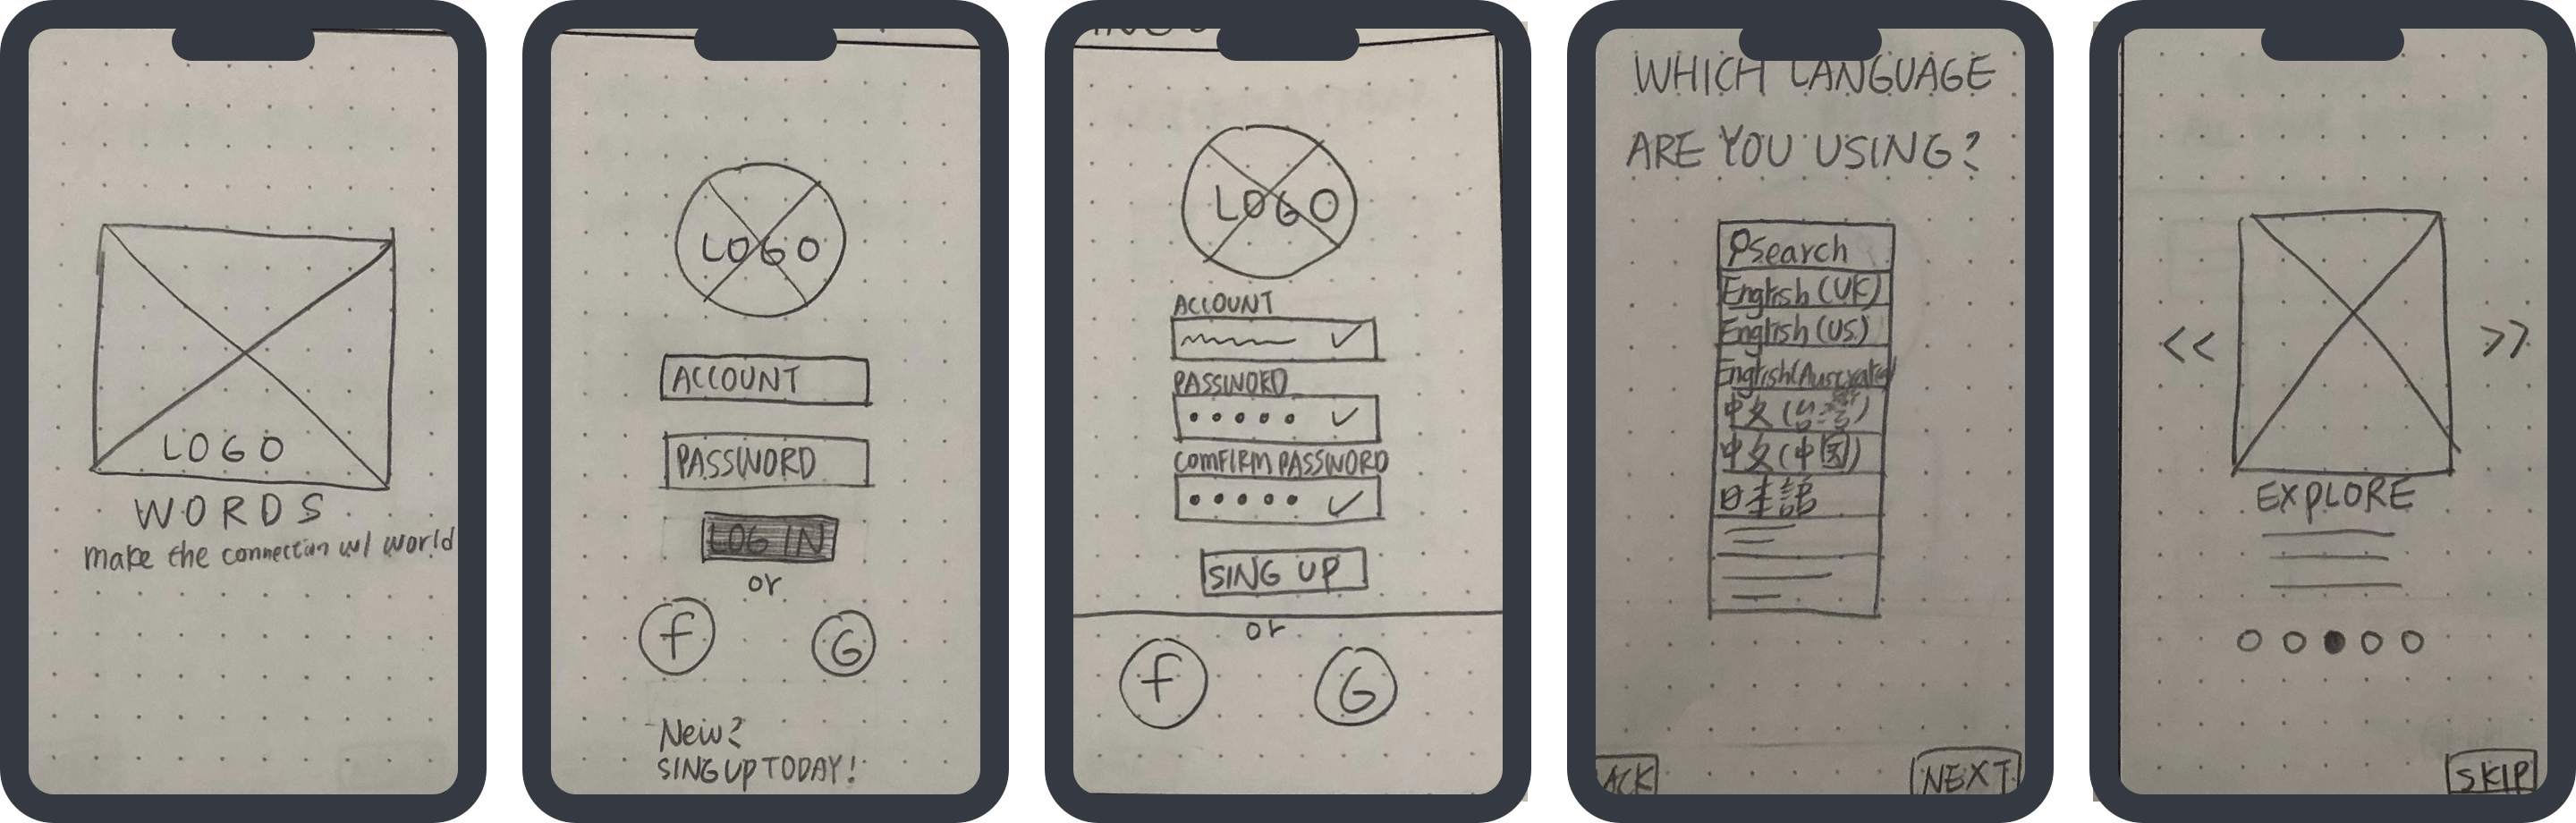 LOGO
WORDS
make the connection w/ world
LOGO
ACCOUNT
PASSWORD
LOG IN
or
f
G
New?
SING UP TODAY!
LOGO
ACCOUNT
PASSWORD
COMFIRM PASSWORD
SING UP
or
f
G
WHICH LANGUAGE
ARE YOU USING?
Search
English (UK)
English (US)
English (Australia)
中文 (台灣)
中文 (中国)
日本語
ACK
NEXT
<<
>>
EXPLORE
SKIP